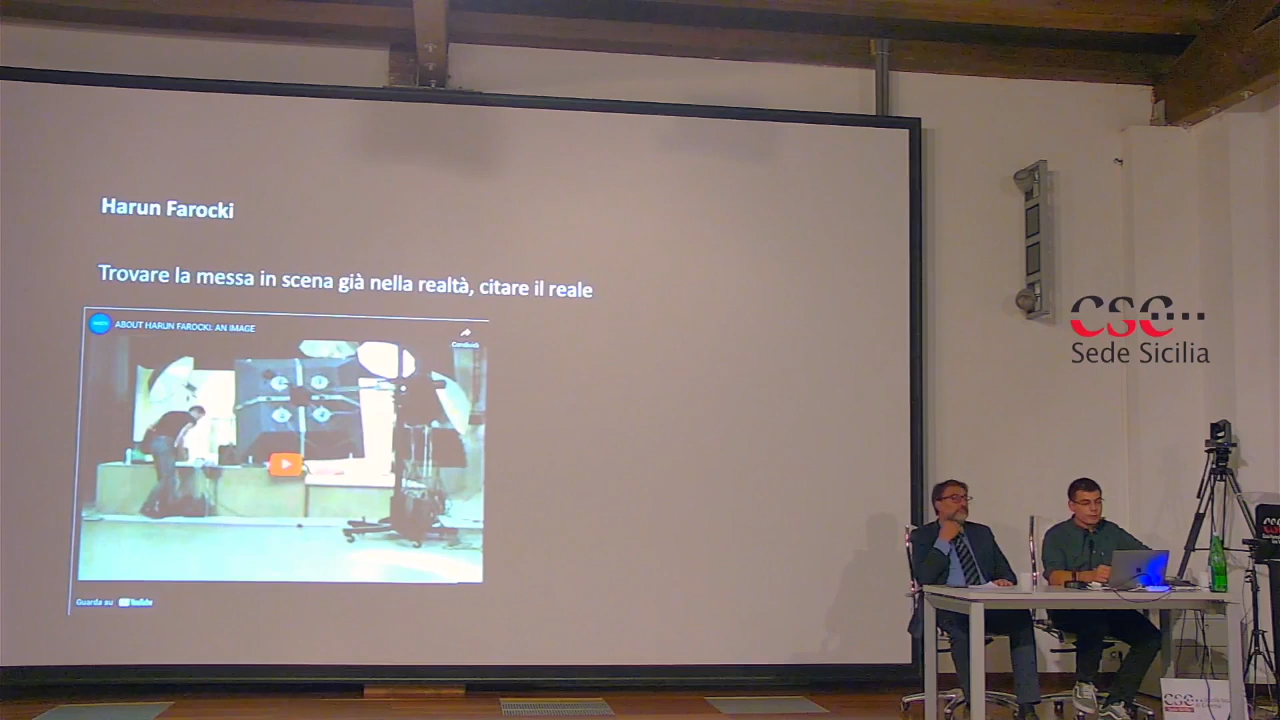 Harun Farocki
Trovare la messa in scena già nella realtà, citare il reale
ABOUT HARUN FAROCKI: AN IMAGE
Condividi
Guarda su YouTube
CSC
Sede Sicilia
CSC